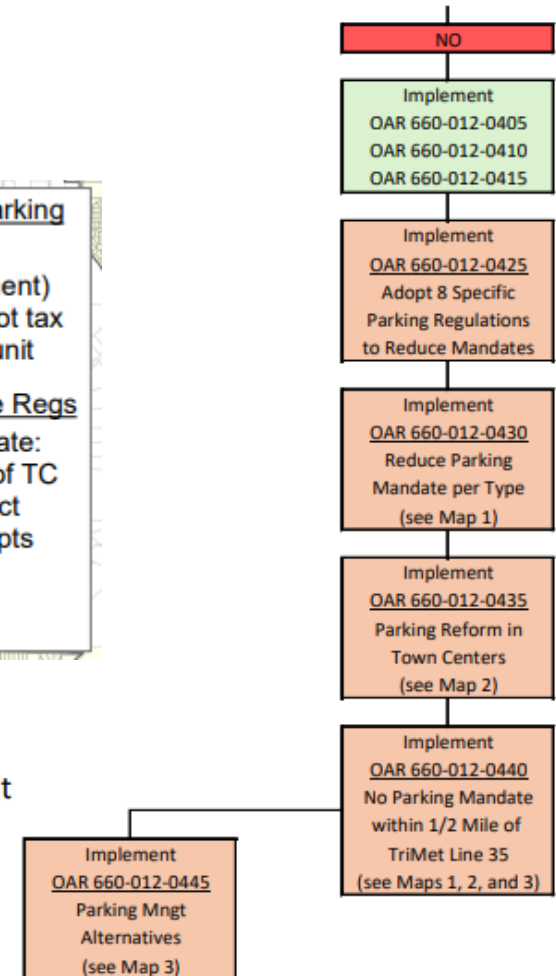 NO
Implement
OAR 660-012-0405
OAR 660-012-0410
OAR 660-012-0415
arking
ent)
ot tax
unit
e Regs
ate:
of TC
ct
pts
Implement
OAR 660-012-0425
Adopt 8 Specific
Parking Regulations
to Reduce Mandates
Implement
OAR 660-012-0430
Reduce Parking
Mandate per Type
(see Map 1)
Implement
OAR 660-012-0435
Parking Reform in
Town Centers
(see Map 2)
Implement
OAR 660-012-0440
No Parking Mandate
within 1/2 Mile of
TriMet Line 35
(see Maps 1, 2, and 3)
t
Implement
OAR 660-012-0445
Parking Mngt
Alternatives
(see Map 3)